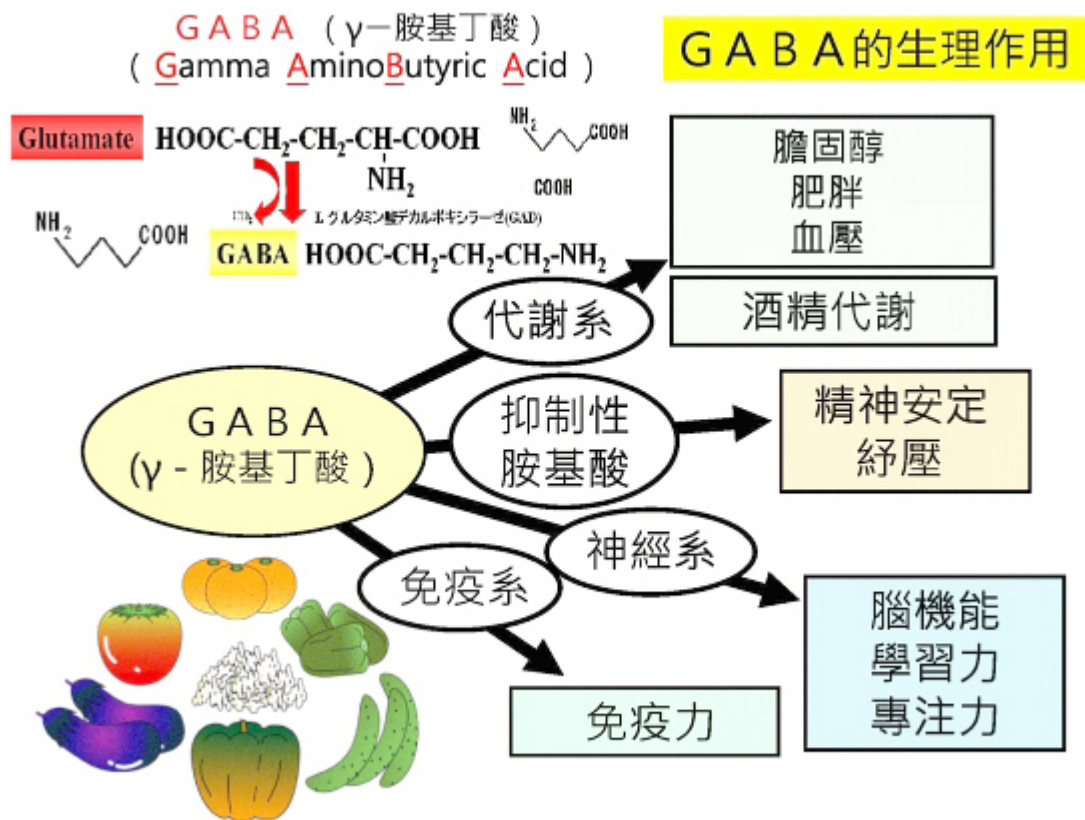 GABA（γ－胺基丁酸）
（Gamma AminoButyric Acid）
GABA的生理作用
Glutamate HOOC-CH2-CH2-CH-COOH
NH2
NH2 COOH
COOH
NH2 COOH
CO2 L-グルタミン酸デカルボキシラーゼ(GAD)
GABA HOOC-CH2-CH2-CH2-NH2
膽固醇
肥胖
血壓
代謝系
酒精代謝
GABA
(γ-胺基丁酸)
抑制性
胺基酸
精神安定
紓壓
神經系
免疫系
腦機能
學習力
專注力
免疫力